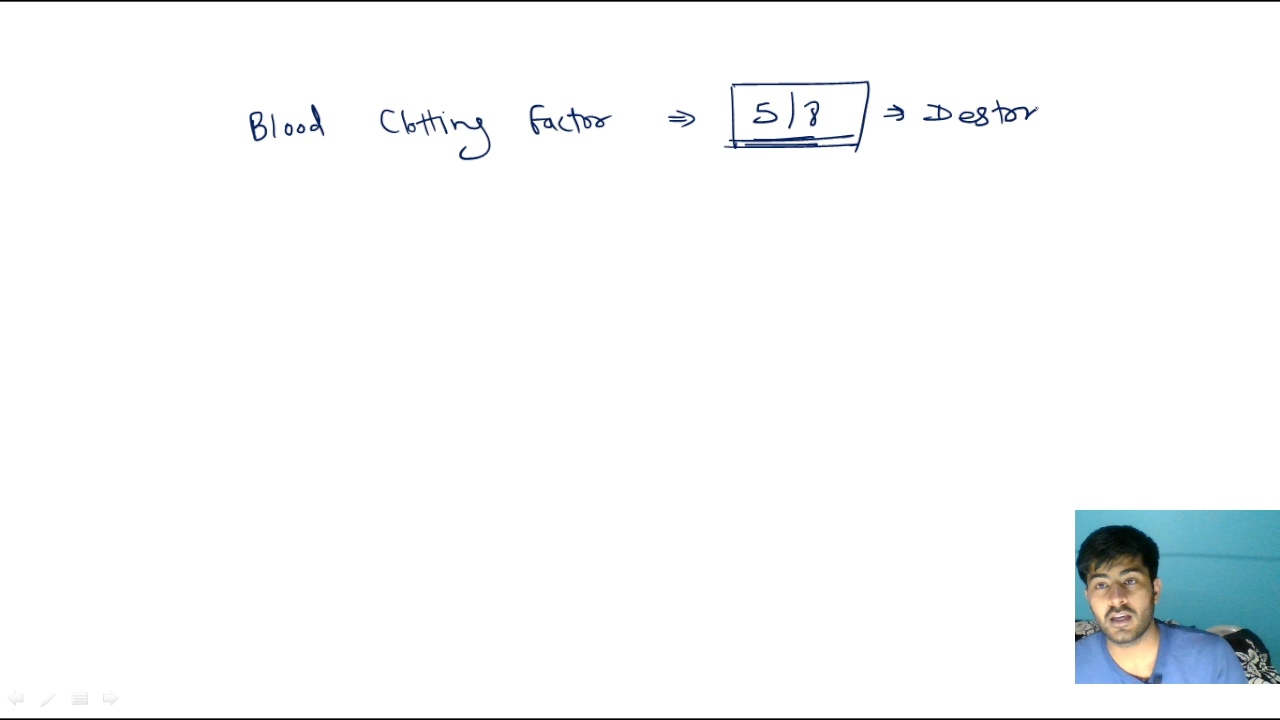 Blood Clotting Factor ⇒ 5/8 → Destor